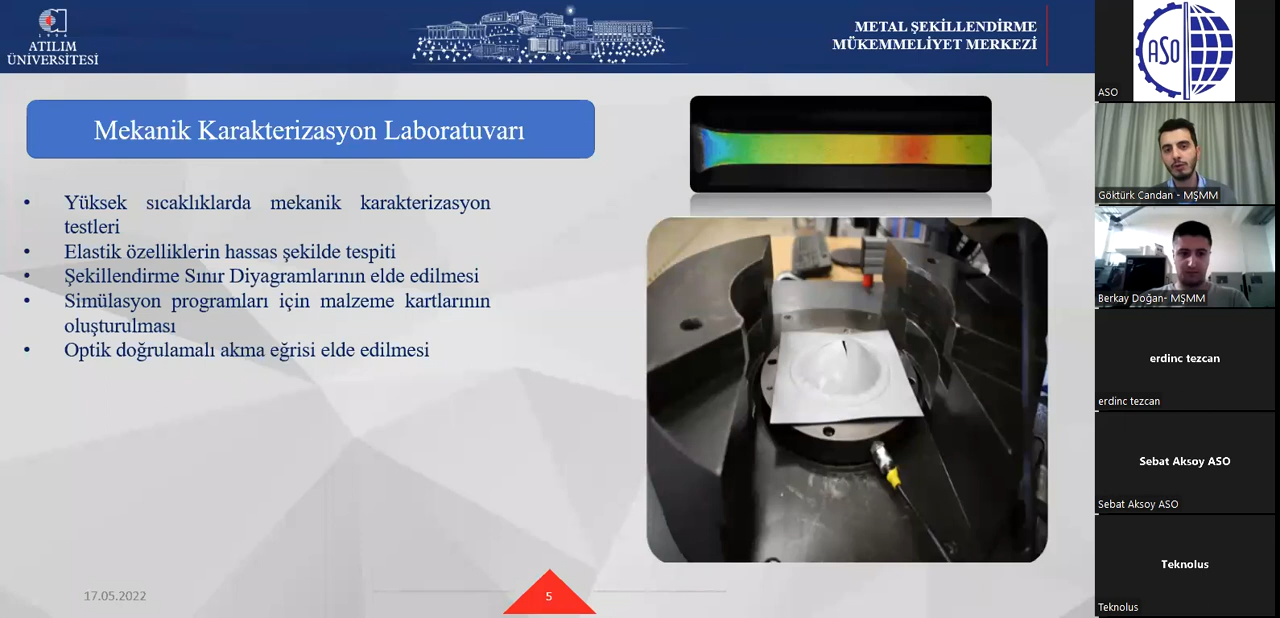 ATILIM
ÜNİVERSİTESİ
METAL ŞEKİLLENDİRME
MÜKEMMELİYET MERKEZİ
Mekanik Karakterizasyon Laboratuvarı
• Yüksek sıcaklıklarda mekanik karakterizasyon
testleri
• Elastik özelliklerin hassas şekilde tespiti
• Şekillendirme Sınır Diyagramlarının elde edilmesi
• Simülasyon programları için malzeme kartlarının
oluşturulması
• Optik doğrulamalı akma eğrisi elde edilmesi
17.05.2022
5
ASO
ASO
Göktürk Candan - MŞMM
Berkay Doğan- MŞMM
erdinc tezcan
erdinc tezcan
Sebat Aksoy ASO
Sebat Aksoy ASO
Teknolus
Teknolus